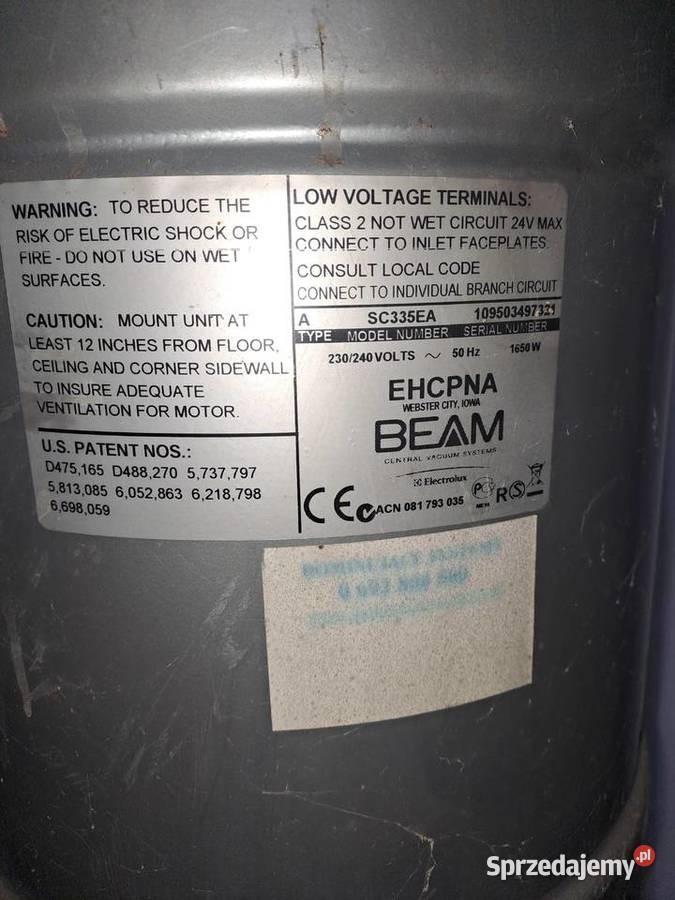 WARNING: TO REDUCE THE
RISK OF ELECTRIC SHOCK OR
FIRE - DO NOT USE ON WET
SURFACES.
CAUTION: MOUNT UNIT AT
LEAST 12 INCHES FROM FLOOR,
CEILING AND CORNER SIDEWALL
TO INSURE ADEQUATE
VENTILATION FOR MOTOR.
U.S. PATENT NOS.:
D475,165 D488,270 5,737,797
5,813,085 6,052,863 6,218,798
6,698,059
LOW VOLTAGE TERMINALS:
CLASS 2 NOT WET CIRCUIT 24V MAX
CONNECT TO INLET FACEPLATES.
CONSULT LOCAL CODE
CONNECT TO INDIVIDUAL BRANCH CIRCUIT
A SC335EA 109503497321
TYPE MODEL NUMBER SERIAL NUMBER
230/240 VOLTS ~ 50 Hz 1650 W
EHCPNA
WEBSTER CITY, IOWA
BEAM
CENTRAL VACUUM SYSTEMS
Electrolux
CE ACN 081 793 035
Sprzedajemy.pl